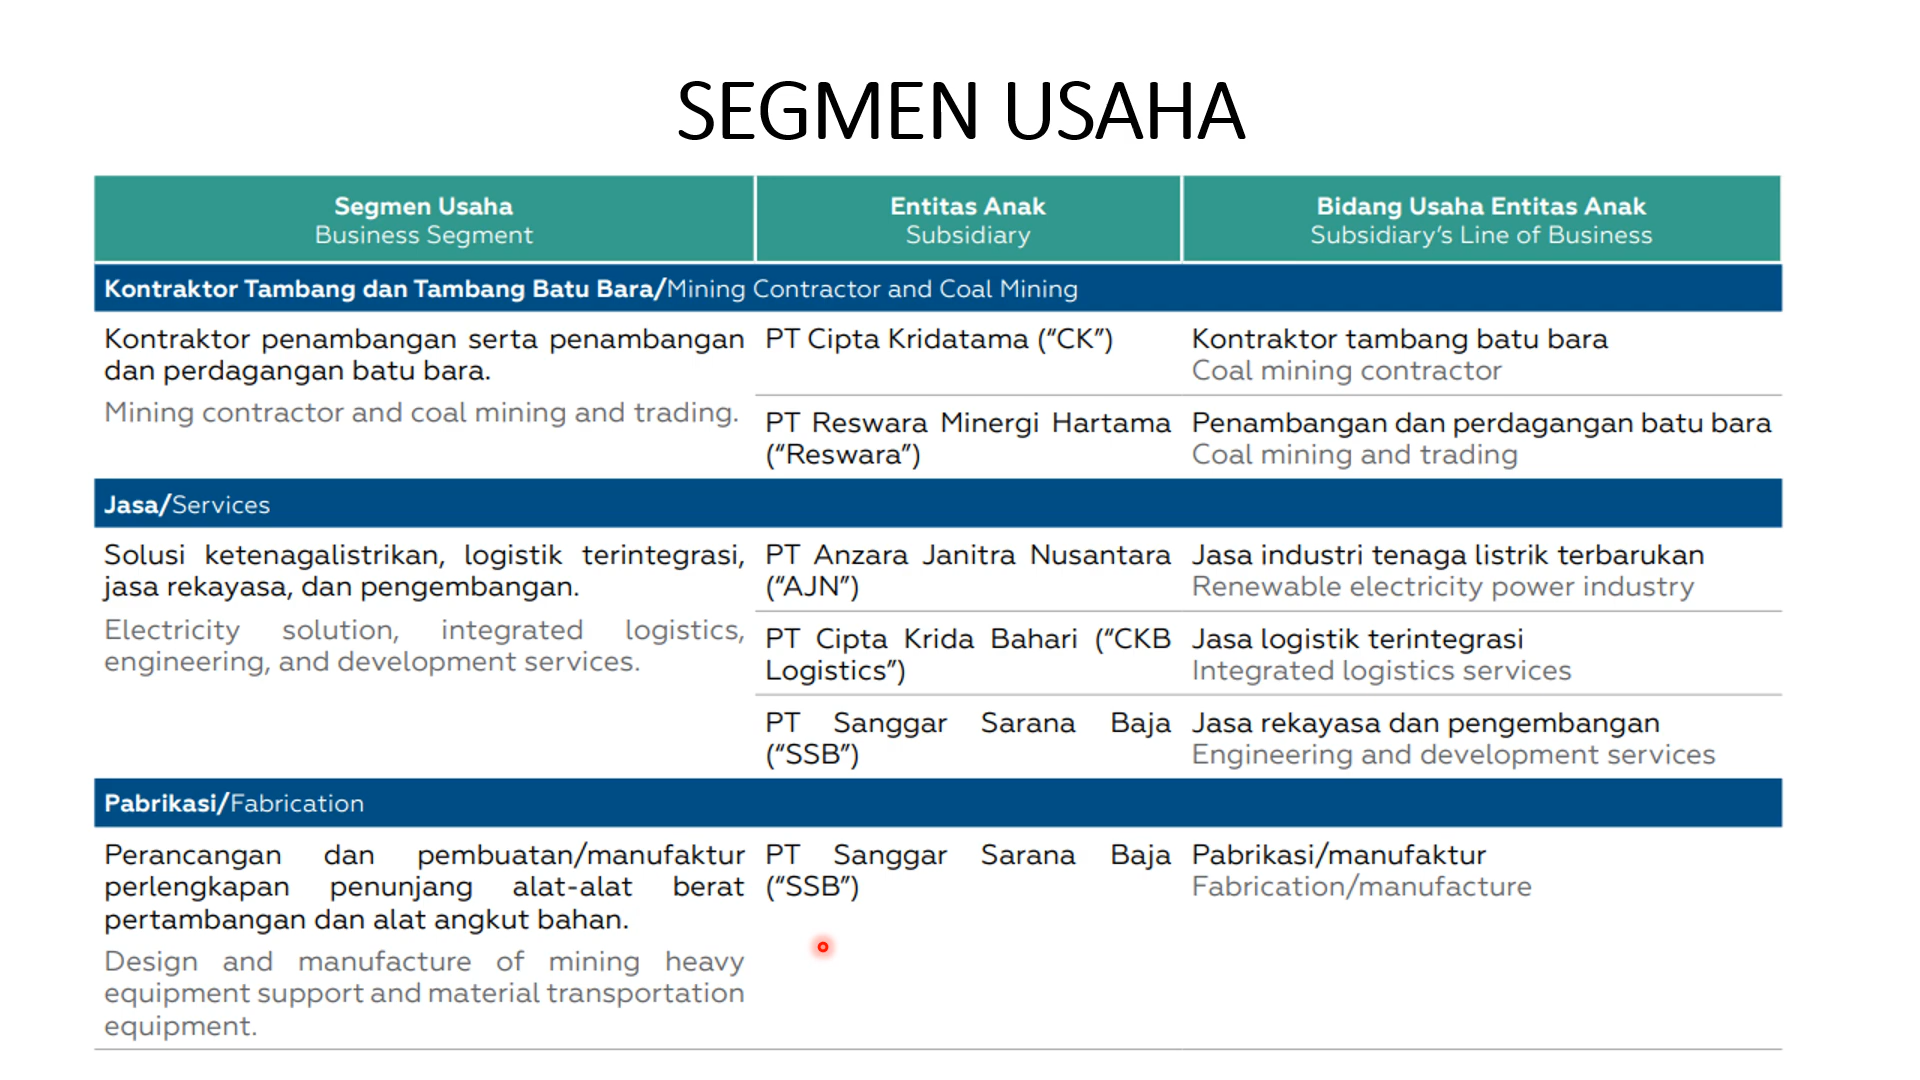 SEGMEN USAHA
Segmen Usaha
Business Segment
Entitas Anak
Subsidiary
Bidang Usaha Entitas Anak
Subsidiary's Line of Business
Kontraktor Tambang dan Tambang Batu Bara/Mining Contractor and Coal Mining
Kontraktor penambangan serta penambangan
dan perdagangan batu bara.
Mining contractor and coal mining and trading.
PT Cipta Kridatama ("CK")
Kontraktor tambang batu bara
Coal mining contractor
PT Reswara Minergi Hartama
("Reswara")
Penambangan dan perdagangan batu bara
Coal mining and trading
Jasa/Services
Solusi ketenagalistrikan, logistik terintegrasi,
jasa rekayasa, dan pengembangan.
Electricity solution, integrated logistics,
engineering, and development services.
PT Anzara Janitra Nusantara
("AJN")
Jasa industri tenaga listrik terbarukan
Renewable electricity power industry
PT Cipta Krida Bahari ("CKB
Logistics")
Jasa logistik terintegrasi
Integrated logistics services
PT Sanggar Sarana Baja
("SSB")
Jasa rekayasa dan pengembangan
Engineering and development services
Pabrikasi/Fabrication
Perancangan dan pembuatan/manufaktur
perlengkapan penunjang alat-alat berat
pertambangan dan alat angkut bahan.
Design and manufacture of mining heavy
equipment support and material transportation
equipment.
PT Sanggar Sarana Baja
("SSB")
Pabrikasi/manufaktur
Fabrication/manufacture